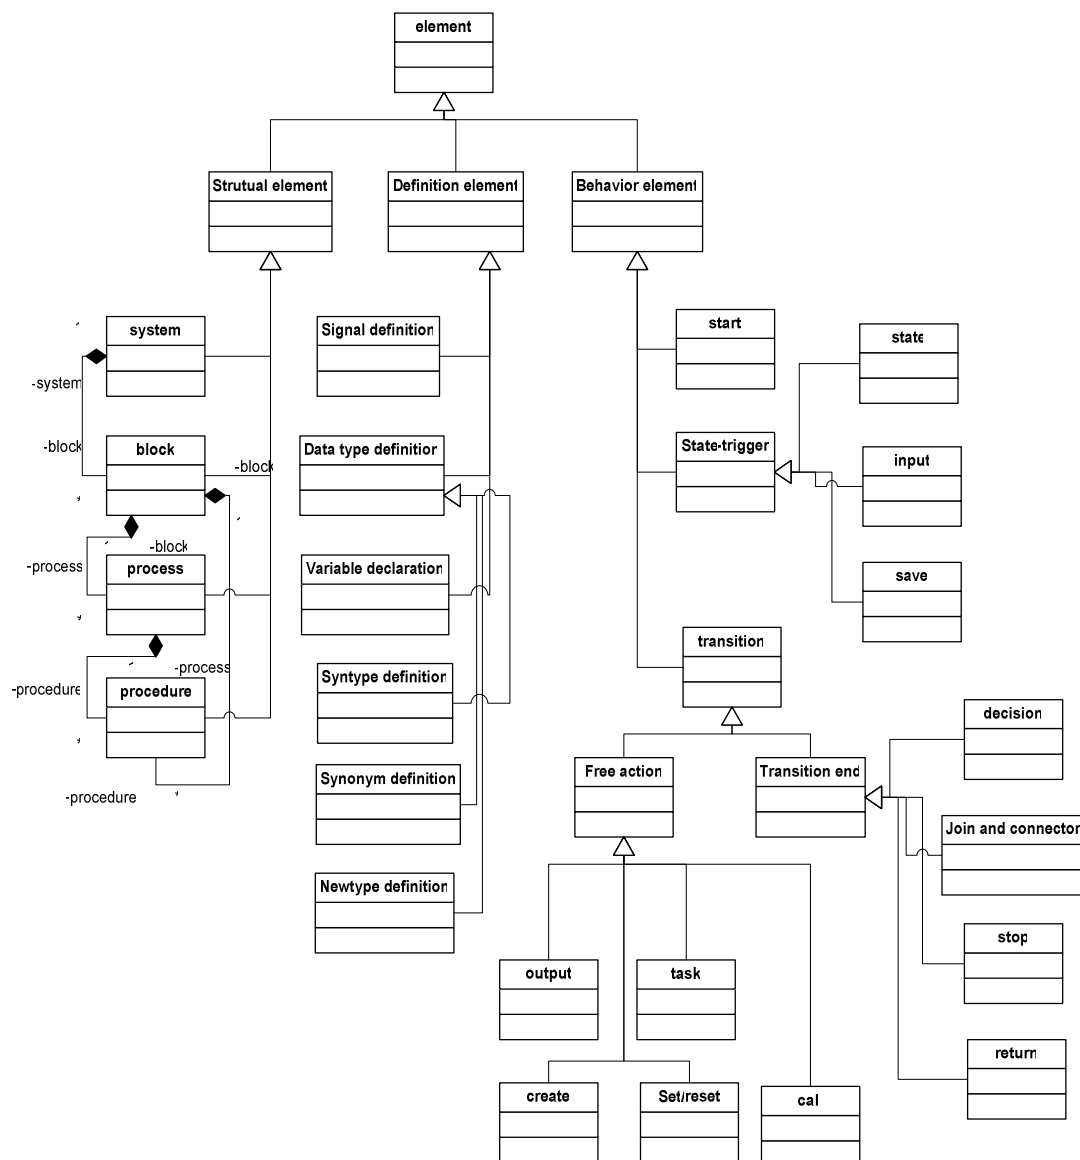 element
Strutual element
Definition element
Behavior element
system
Signal definition
start
state
-system
-block
block
Data type definition
State-trigger
input
-block
-block
-process
process
Variable declaration
save
transition
-process
-procedure
procedure
Syntype definition
decision
Free action
Transition end
-procedure
Synonym definition
Join and connector
Newtype definition
stop
output
task
return
create
Set/reset
cal